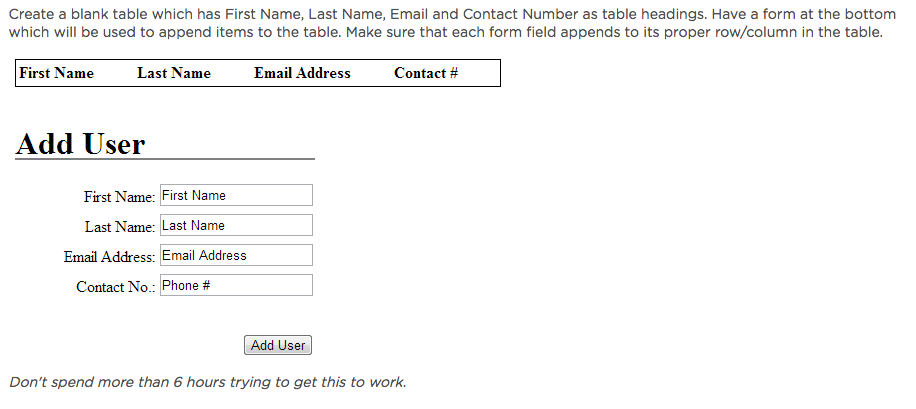 Create a blank table which has First Name, Last Name, Email and Contact Number as table headings. Have a form at the bottom
which will be used to append items to the table. Make sure that each form field appends to its proper row/column in the table.
First Name Last Name Email Address Contact #
Add User
First Name: First Name
Last Name: Last Name
Email Address: Email Address
Contact No.: Phone #
Add User
Don't spend more than 6 hours trying to get this to work.